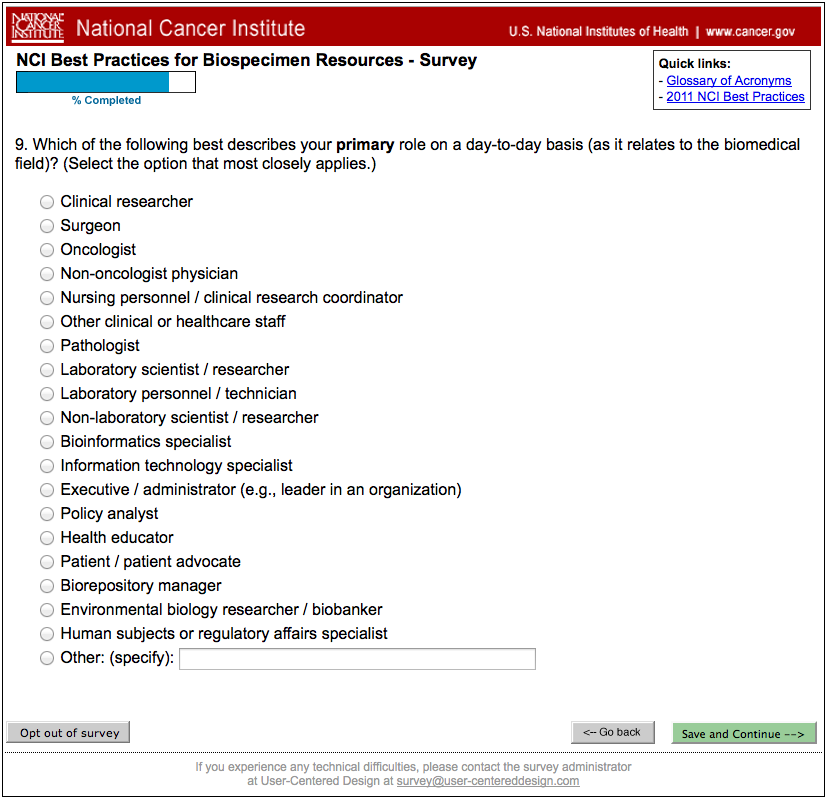 NATIONAL
CANCER
INSTITUTE
National Cancer Institute
U.S. National Institutes of Health | www.cancer.gov
NCI Best Practices for Biospecimen Resources - Survey
% Completed
Quick links:
- Glossary of Acronyms
- 2011 NCI Best Practices
9. Which of the following best describes your primary role on a day-to-day basis (as it relates to the biomedical
field)? (Select the option that most closely applies.)
Clinical researcher
Surgeon
Oncologist
Non-oncologist physician
Nursing personnel / clinical research coordinator
Other clinical or healthcare staff
Pathologist
Laboratory scientist / researcher
Laboratory personnel / technician
Non-laboratory scientist / researcher
Bioinformatics specialist
Information technology specialist
Executive / administrator (e.g., leader in an organization)
Policy analyst
Health educator
Patient / patient advocate
Biorepository manager
Environmental biology researcher / biobanker
Human subjects or regulatory affairs specialist
Other: (specify):
Opt out of survey
<-- Go back
Save and Continue -->
If you experience any technical difficulties, please contact the survey administrator
at User-Centered Design at survey@user-centereddesign.com